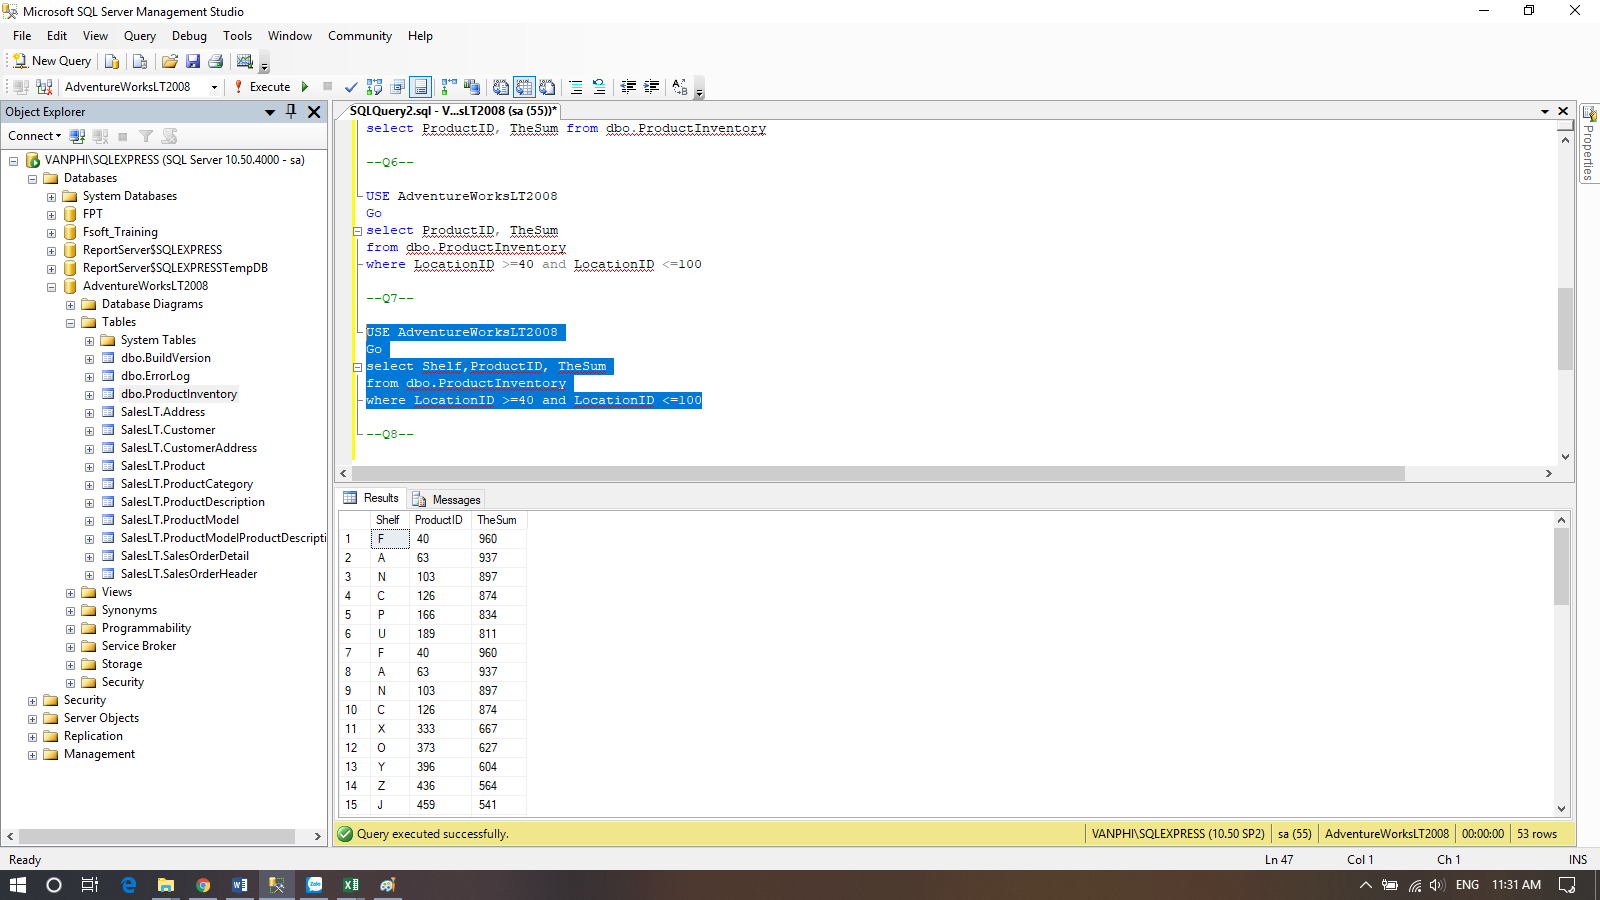 Microsoft SQL Server Management Studio
File Edit View Query Debug Tools Window Community Help
New Query
AdventureWorksLT2008 Execute
Object Explorer
Connect
VANPHI\SQLEXPRESS (SQL Server 10.50.4000 - sa)
Databases
System Databases
FPT
Fsoft_Training
ReportServer$SQLEXPRESS
ReportServer$SQLEXPRESSTempDB
AdventureWorksLT2008
Database Diagrams
Tables
System Tables
dbo.BuildVersion
dbo.ErrorLog
dbo.ProductInventory
SalesLT.Address
SalesLT.Customer
SalesLT.CustomerAddress
SalesLT.Product
SalesLT.ProductCategory
SalesLT.ProductDescription
SalesLT.ProductModel
SalesLT.ProductModelProductDescripti
SalesLT.SalesOrderDetail
SalesLT.SalesOrderHeader
Views
Synonyms
Programmability
Service Broker
Storage
Security
Security
Server Objects
Replication
Management
SQLQuery2.sql - V...sLT2008 (sa (55))*
select ProductID, TheSum from dbo.ProductInventory
--Q6--
USE AdventureWorksLT2008
Go
select ProductID, TheSum
from dbo.ProductInventory
where LocationID >=40 and LocationID <=100
--Q7--
USE AdventureWorksLT2008
Go
select Shelf,ProductID, TheSum
from dbo.ProductInventory
where LocationID >=40 and LocationID <=100
--Q8--
Properties
Results Messages
Shelf ProductID TheSum
1 F 40 960
2 A 63 937
3 N 103 897
4 C 126 874
5 P 166 834
6 U 189 811
7 F 40 960
8 A 63 937
9 N 103 897
10 C 126 874
11 X 333 667
12 O 373 627
13 Y 396 604
14 Z 436 564
15 J 459 541
Query executed successfully. VANPHI\SQLEXPRESS (10.50 SP2) sa (55) AdventureWorksLT2008 00:00:00 53 rows
Ready Ln 47 Col 1 Ch 1 INS
Zalo ENG 11:31 AM